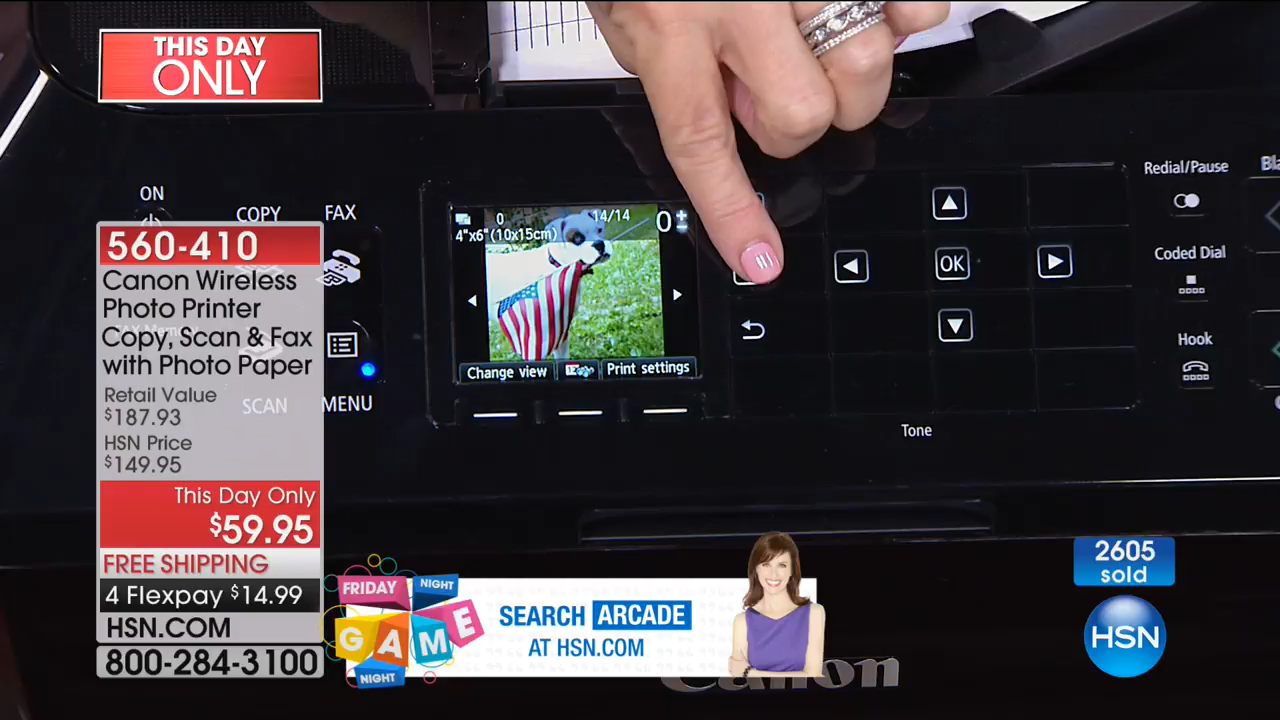 THIS DAY
ONLY
ON
COPY
FAX
SCAN
MENU
0
14/14
0
4"x6"(10x15cm)
Change view
Print settings
OK
Tone
Redial/Pause
Coded Dial
Hook
560-410
Canon Wireless
Photo Printer
Copy, Scan & Fax
with Photo Paper
Retail Value
$187.93
HSN Price
$149.95
This Day Only
$59.95
FREE SHIPPING
4 Flexpay $14.99
HSN.COM
800-284-3100
FRIDAY
NIGHT
GAME
NIGHT
SEARCH ARCADE
AT HSN.COM
2605
sold
HSN
Canon